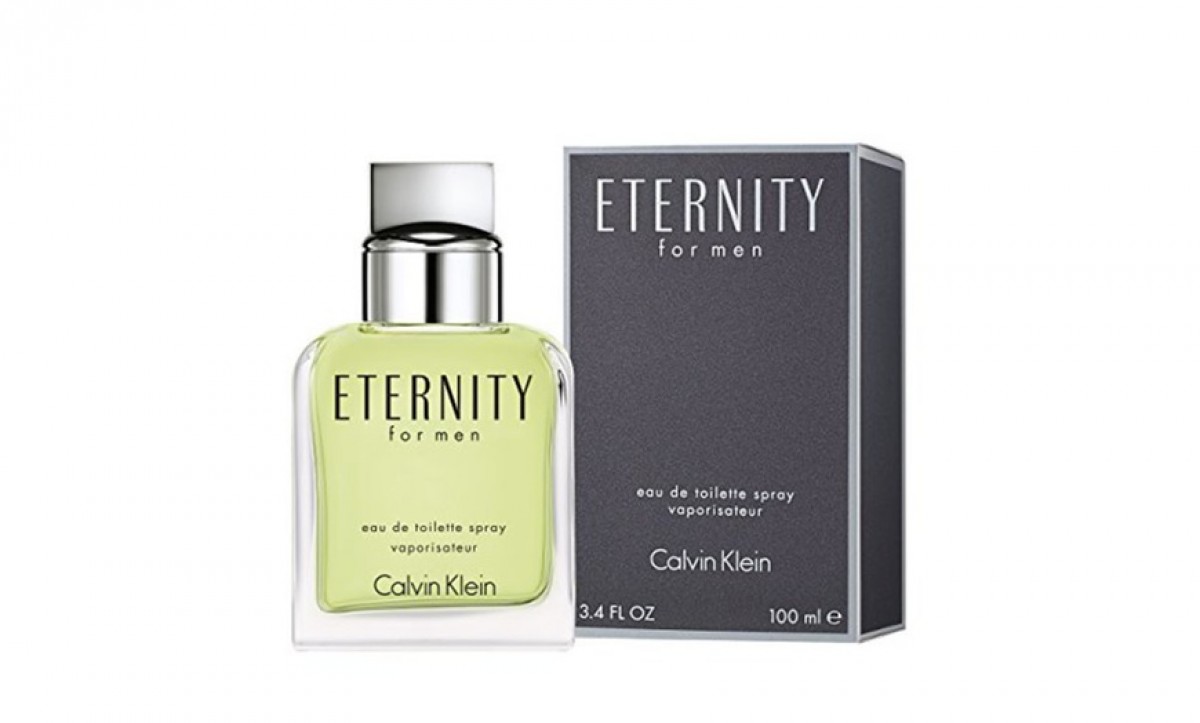 ETERNITY
for men
eau de toilette spray
vaporisateur
Calvin Klein
ETERNITY
for men
eau de toilette spray
vaporisateur
Calvin Klein
3.4 FL OZ 100 ml ℮